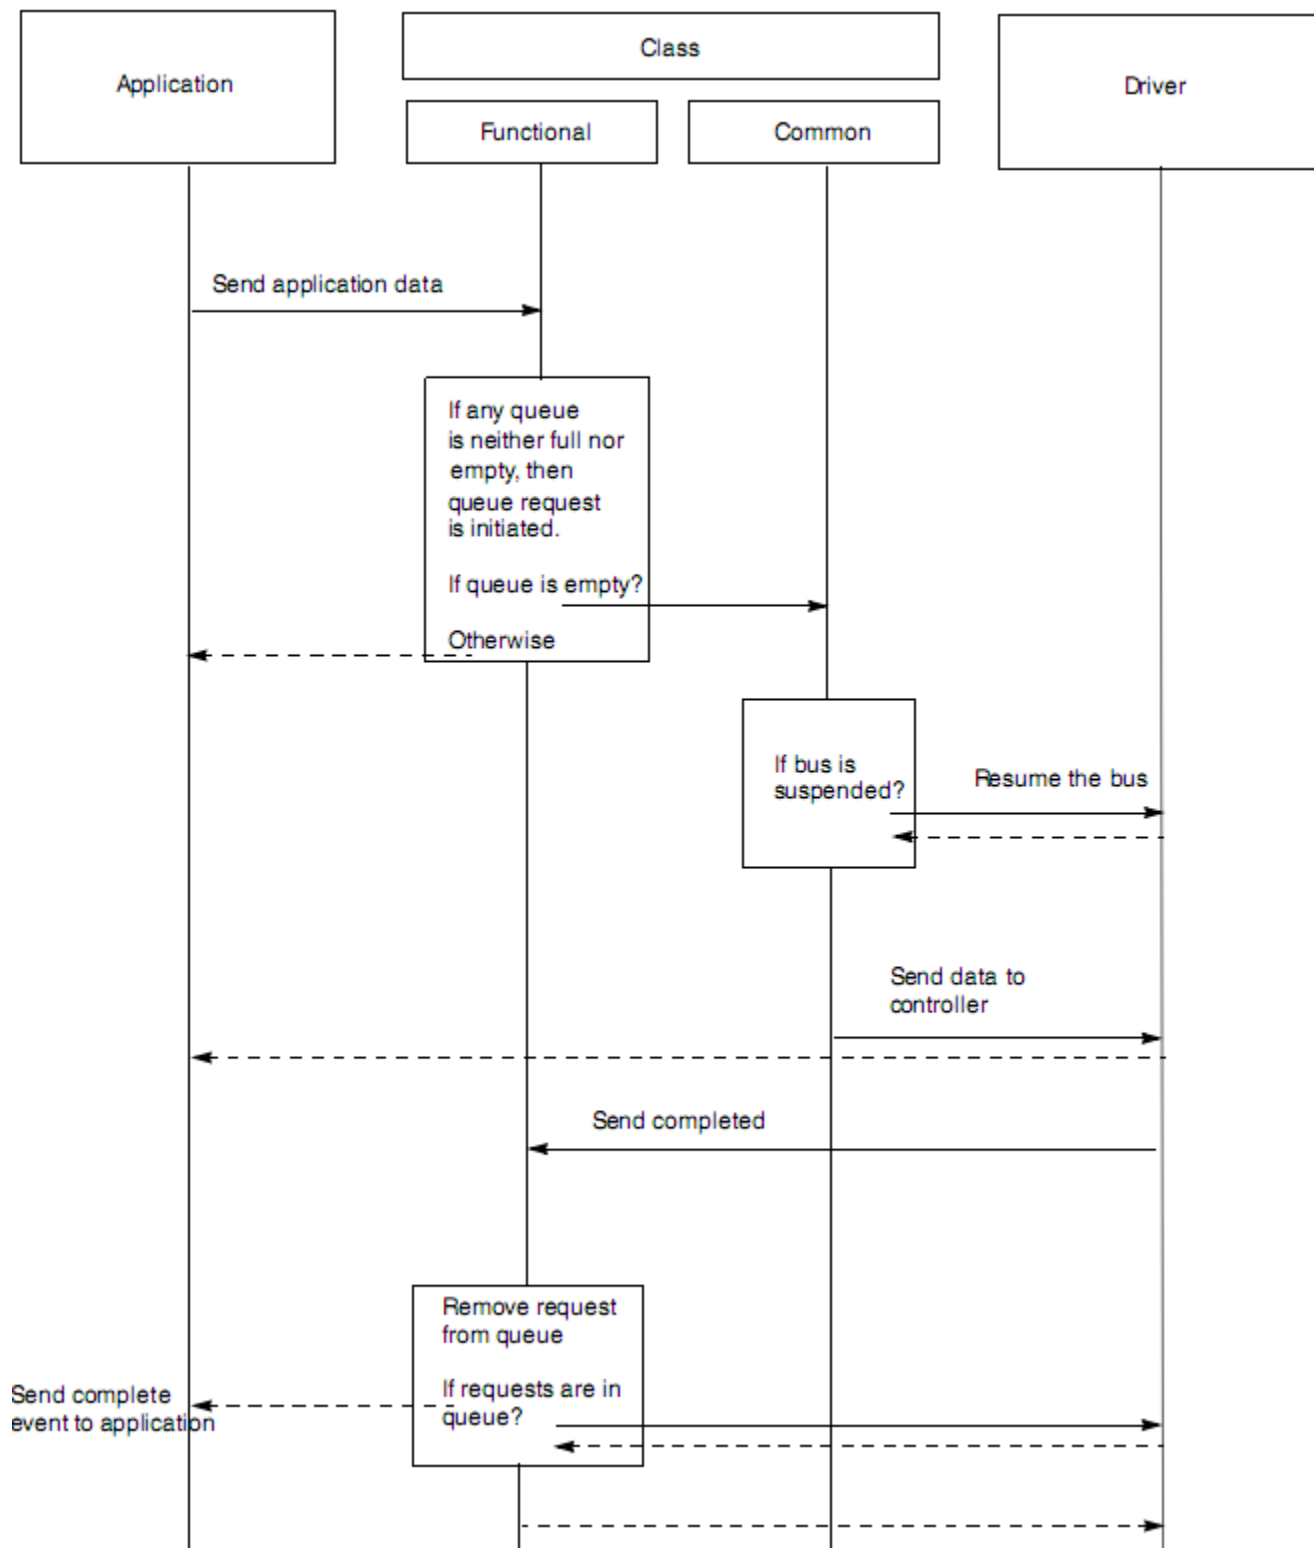 Application
Class
Driver
Functional
Common
Send application data
If any queue
is neither full nor
empty, then
queue request
is initiated.
If queue is empty?
Otherwise
If bus is
suspended?
Resume the bus
Send data to
controller
Send completed
Remove request
from queue
If requests are in
queue?
Send complete
event to application